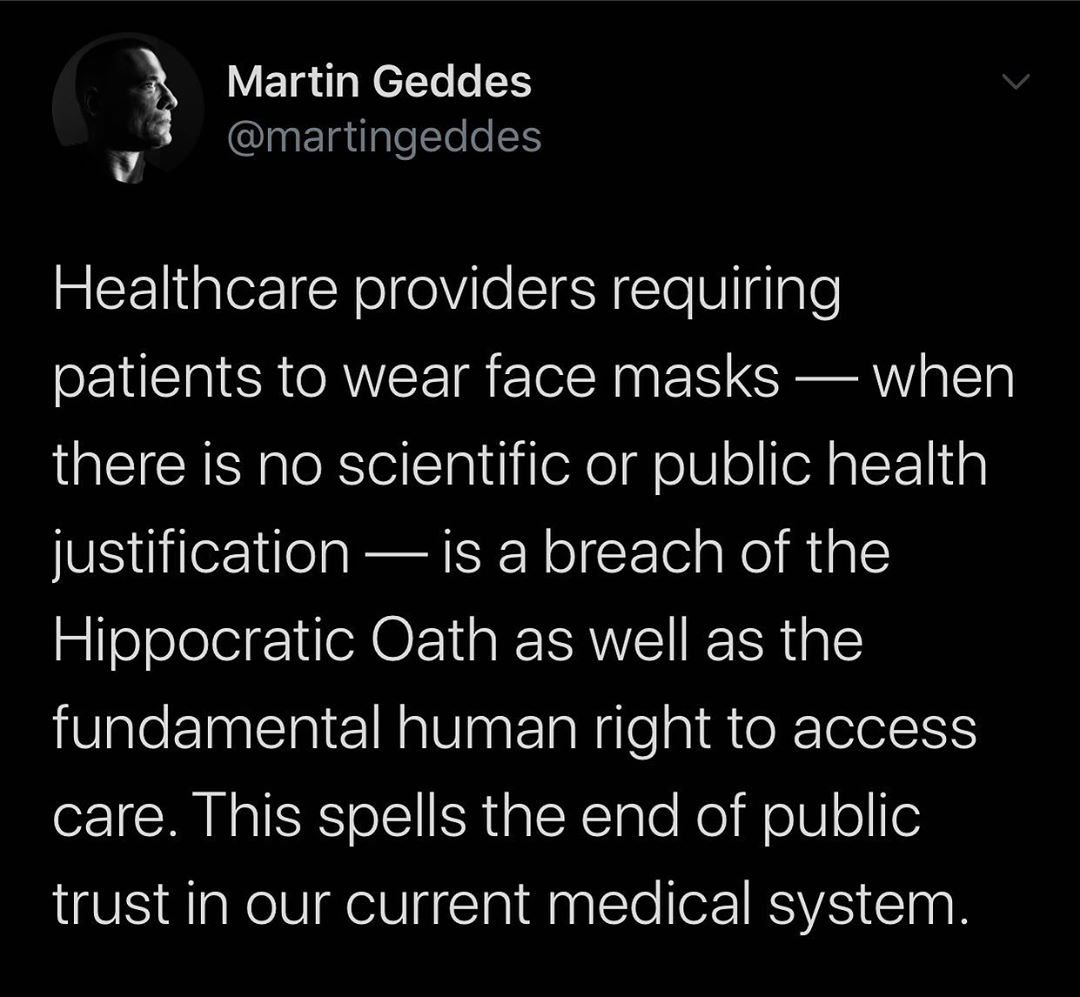 Martin Geddes
@martingeddes
Healthcare providers requiring
patients to wear face masks — when
there is no scientific or public health
justification — is a breach of the
Hippocratic Oath as well as the
fundamental human right to access
care. This spells the end of public
trust in our current medical system.